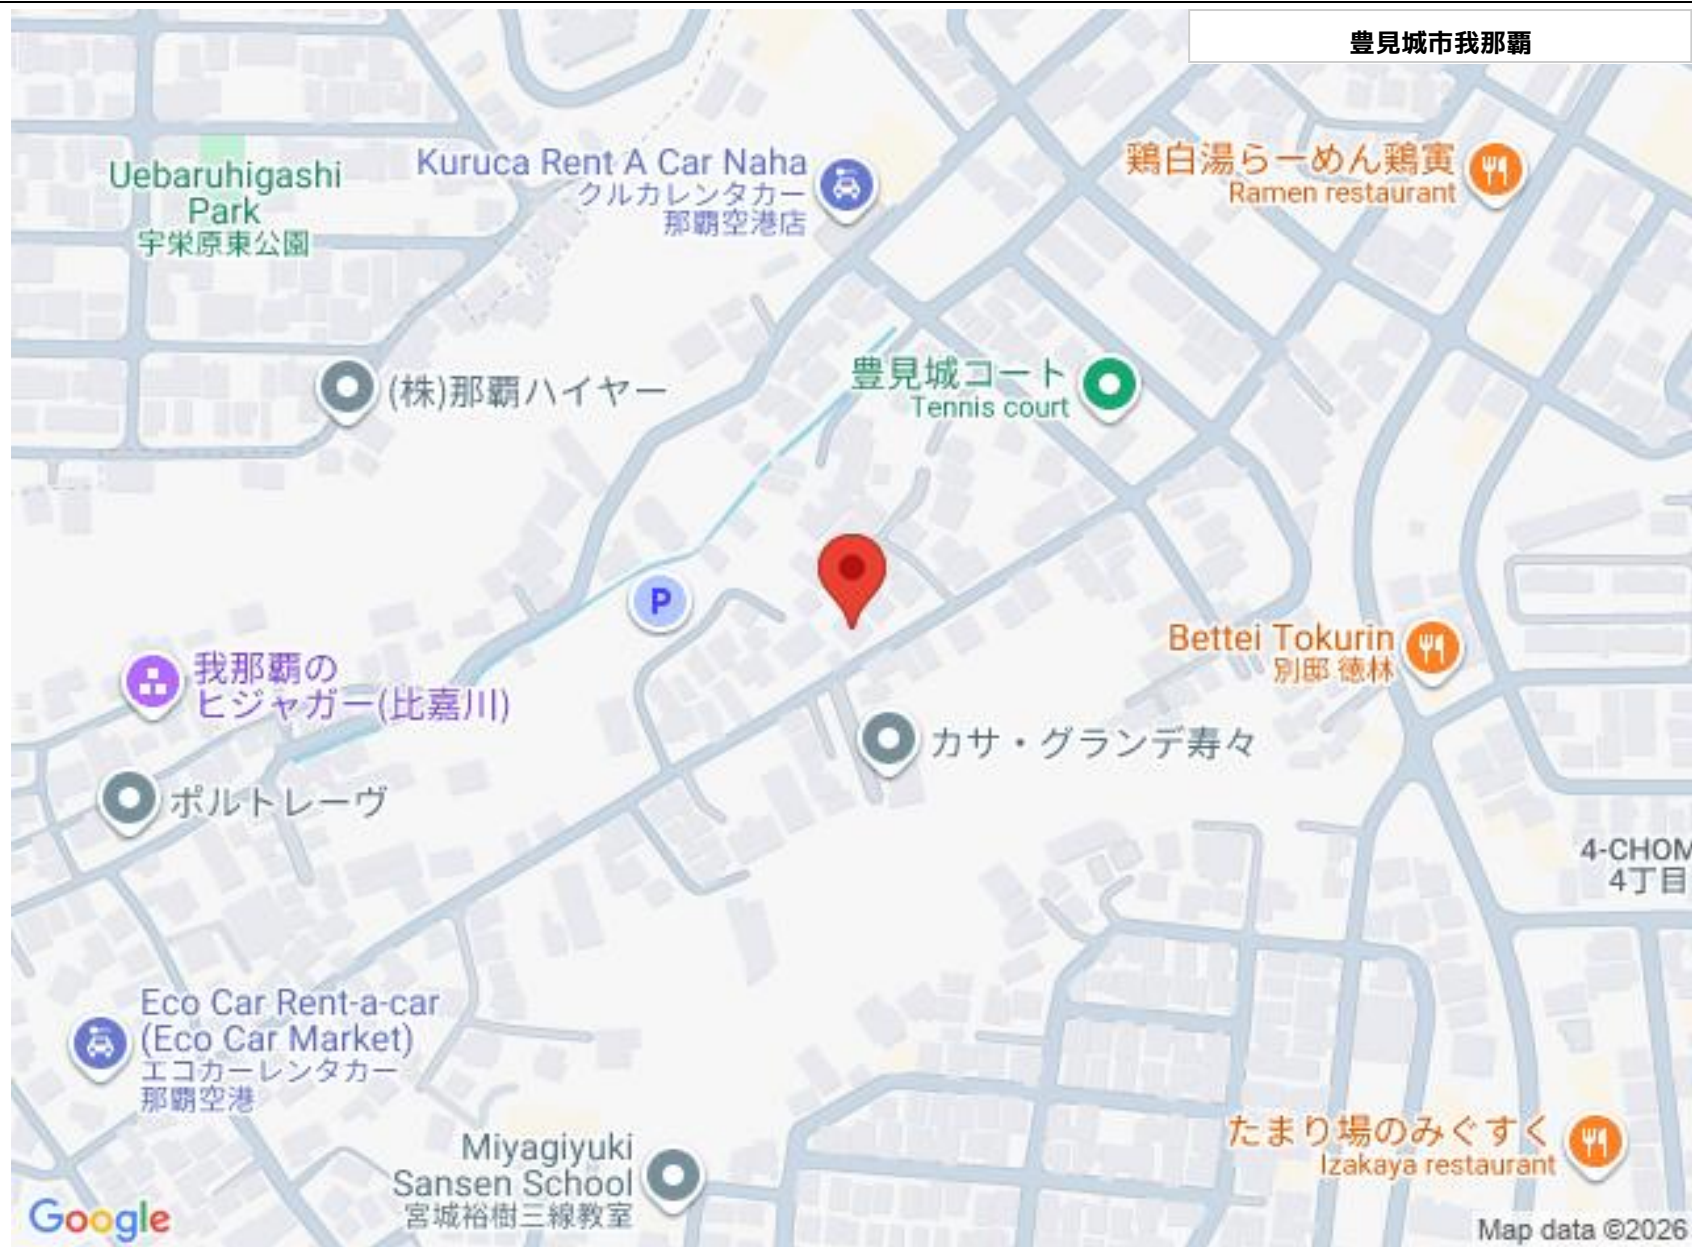 豊見城市我那覇
Uebaruhigashi
Park
宇栄原東公園
Kuruca Rent A Car Naha
クルカレンタカー
那覇空港店
鶏白湯らーめん鶏寅
Ramen restaurant
(株)那覇ハイヤー
豊見城コート
Tennis court
P
Bettei Tokurin
別邸 徳林
我那覇の
ヒジャガー(比嘉川)
カサ・グランデ寿々
ポルトレーヴ
4-CHOM
4丁目
Eco Car Rent-a-car
(Eco Car Market)
エコカーレンタカー
那覇空港
たまり場のみぐすく
Izakaya restaurant
Miyagiyuki
Sansen School
宮城裕樹三線教室
Google
Map data ©2026